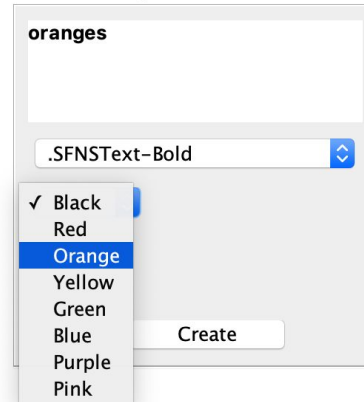 oranges
.SFNSText-Bold
✓ Black
Red
Orange
Yellow
Green
Blue
Create
Purple
Pink